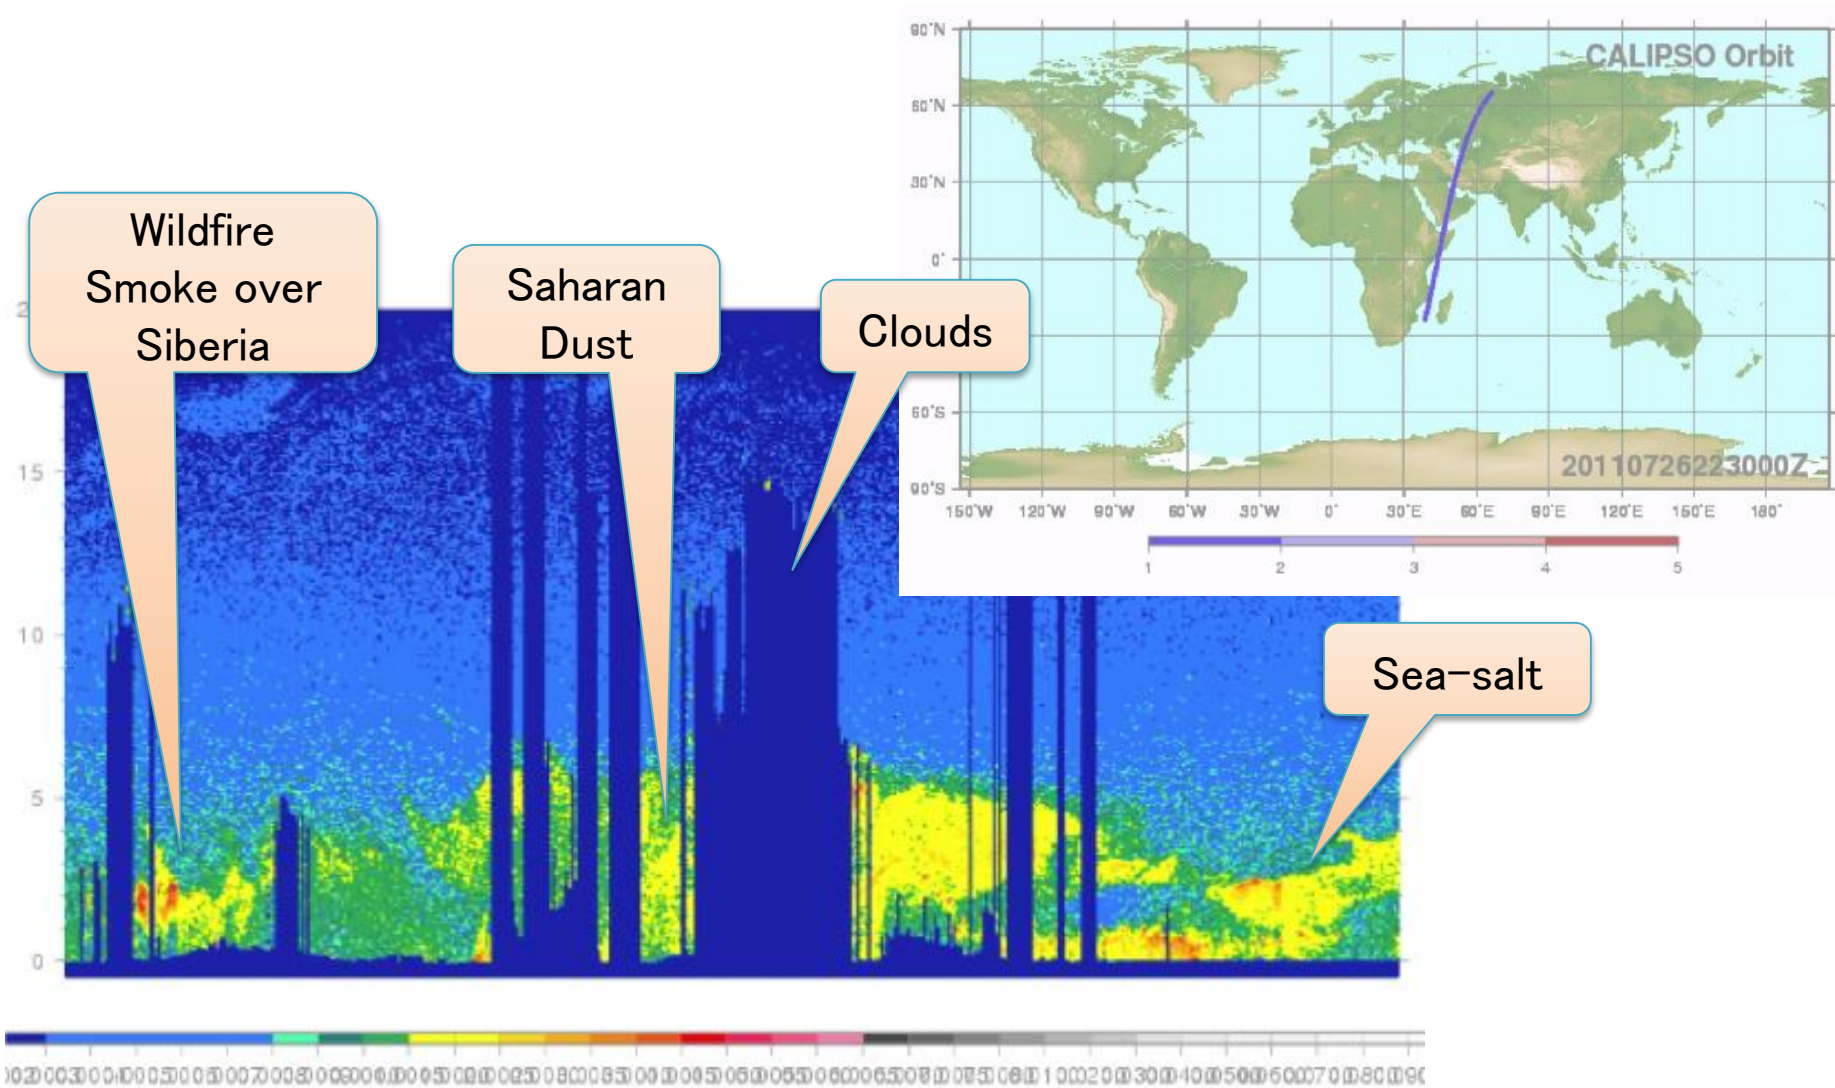 90°N
CALIPSO Orbit
60°N
30°N
0°
60°S
90°S
20110726223000Z
150°W 120°W 90°W 60°W 30°W 0° 30°E 60°E 90°E 120°E 150°E 180°
1 2 3 4 5
Wildfire
Smoke over
Siberia
Saharan
Dust
Clouds
Sea-salt
15
10
5
0